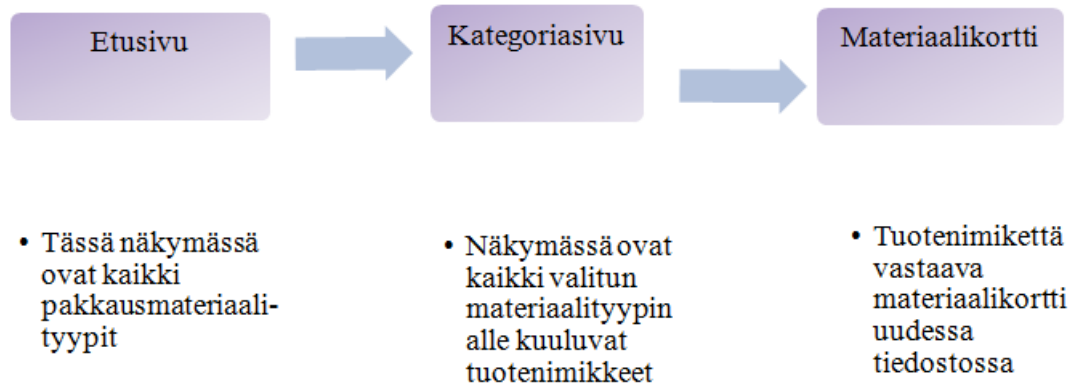 Etusivu
Kategoriasivu
Materiaalikortti
• Tässä näkymässä
ovat kaikki
pakkausmateriaali-
tyypit
• Näkymässä ovat
kaikki valitun
materiaalityypin
alle kuuluvat
tuotenimikkeet
• Tuotenimikettä
vastaava
materiaalikortti
uudessa
tiedostossa